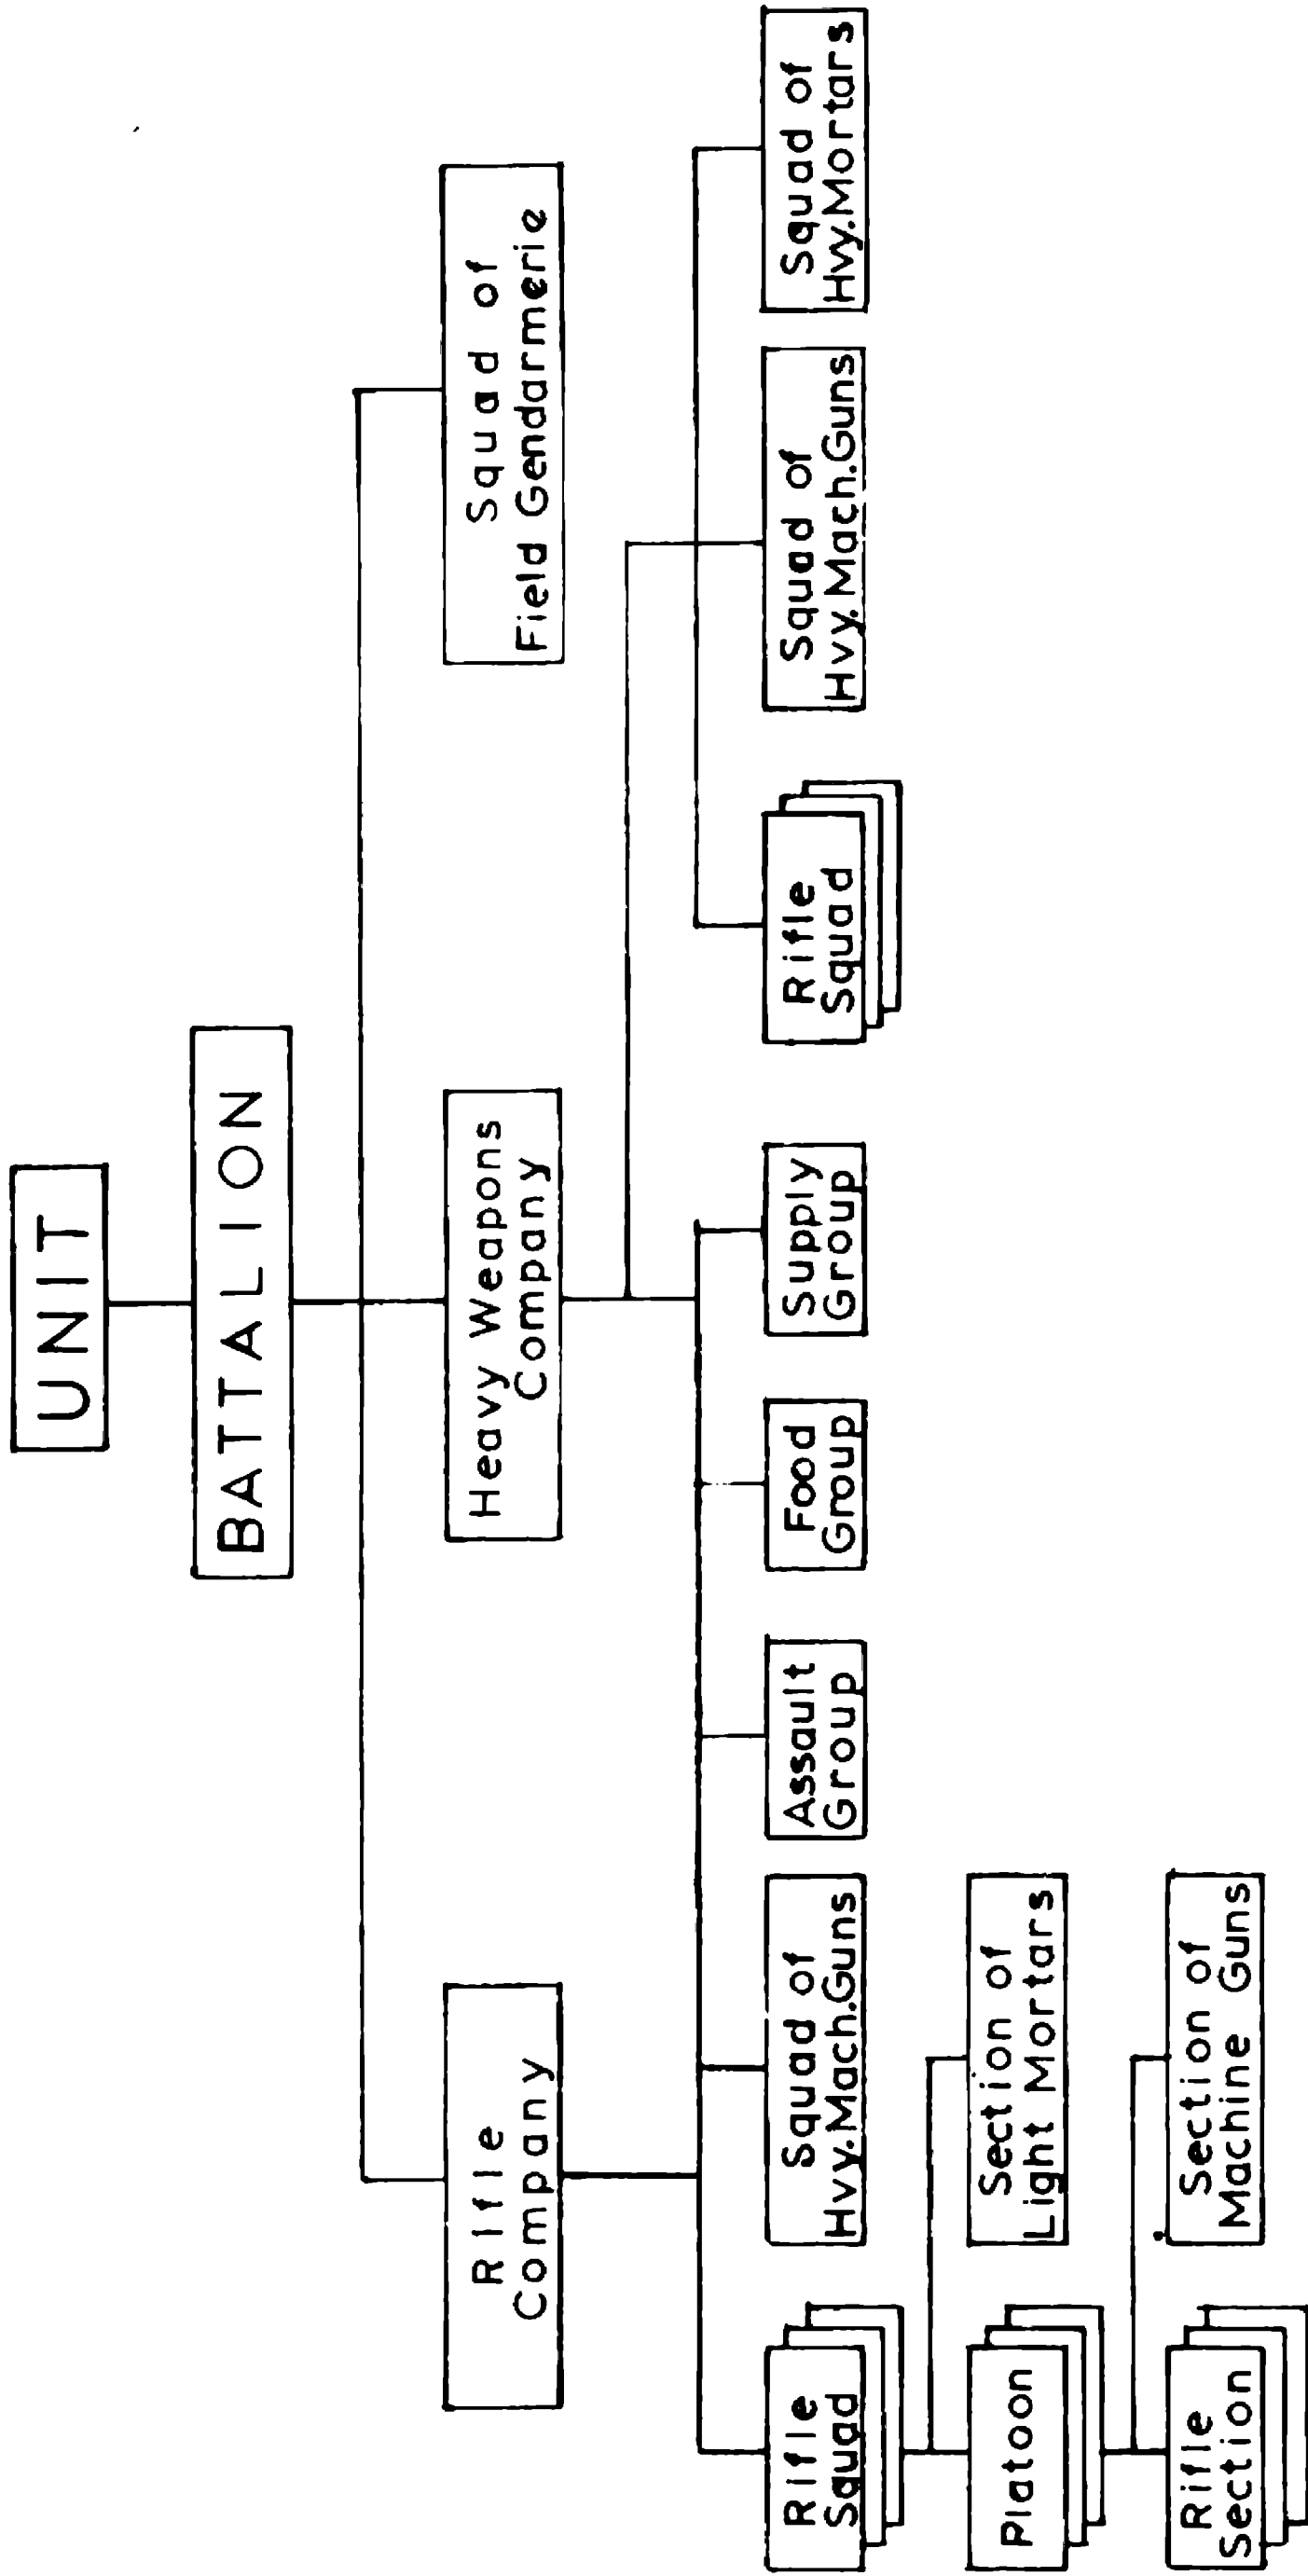 UNIT
BATTALION
Rifle
Company
Heavy Weapons
Company
Squad of
Field Gendarmerie
Rifle
Squad
Squad of
Hvy.Mach.Guns
Assault
Group
Food
Group
Supply
Group
Rifle
Squad
Squad of
Hvy.Mach.Guns
Squad of
Hvy.Mortars
Platoon
Section of
Light Mortars
Rifle
Section
Section of
Machine Guns